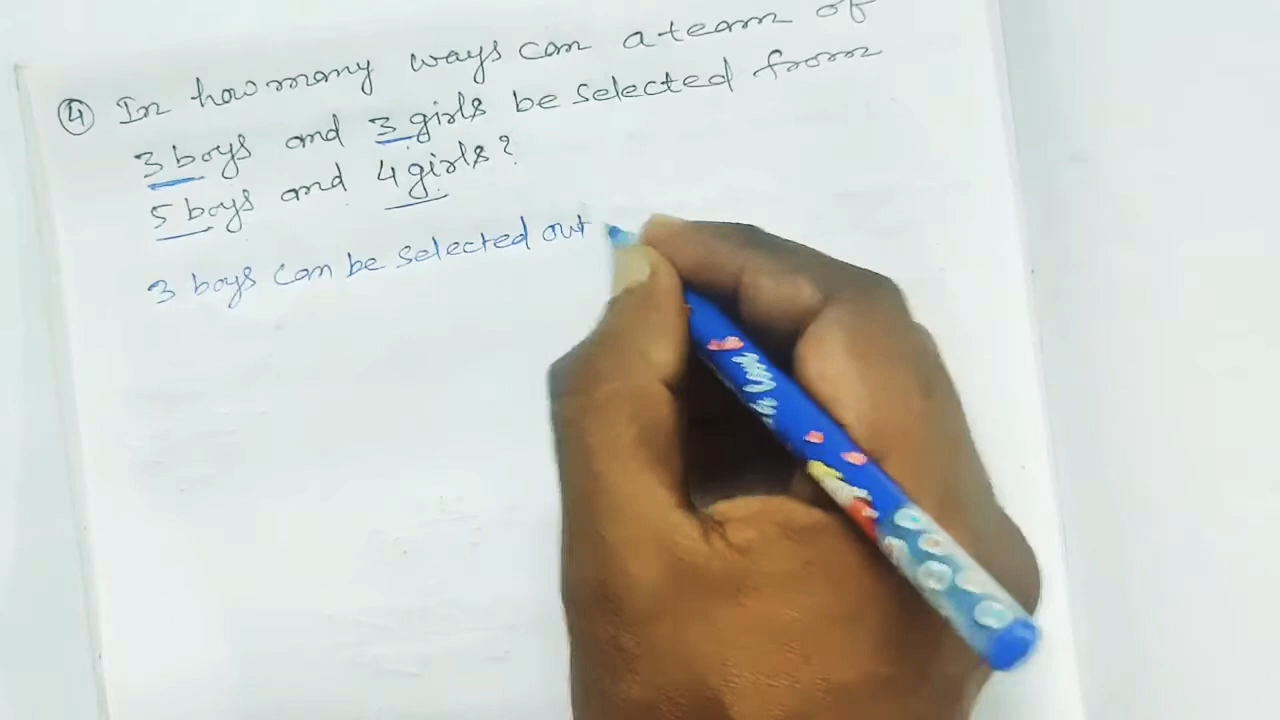 ④ In how many ways can a team of
3 boys and 3 girls be selected from
5 boys and 4 girls?
3 boys can be selected out